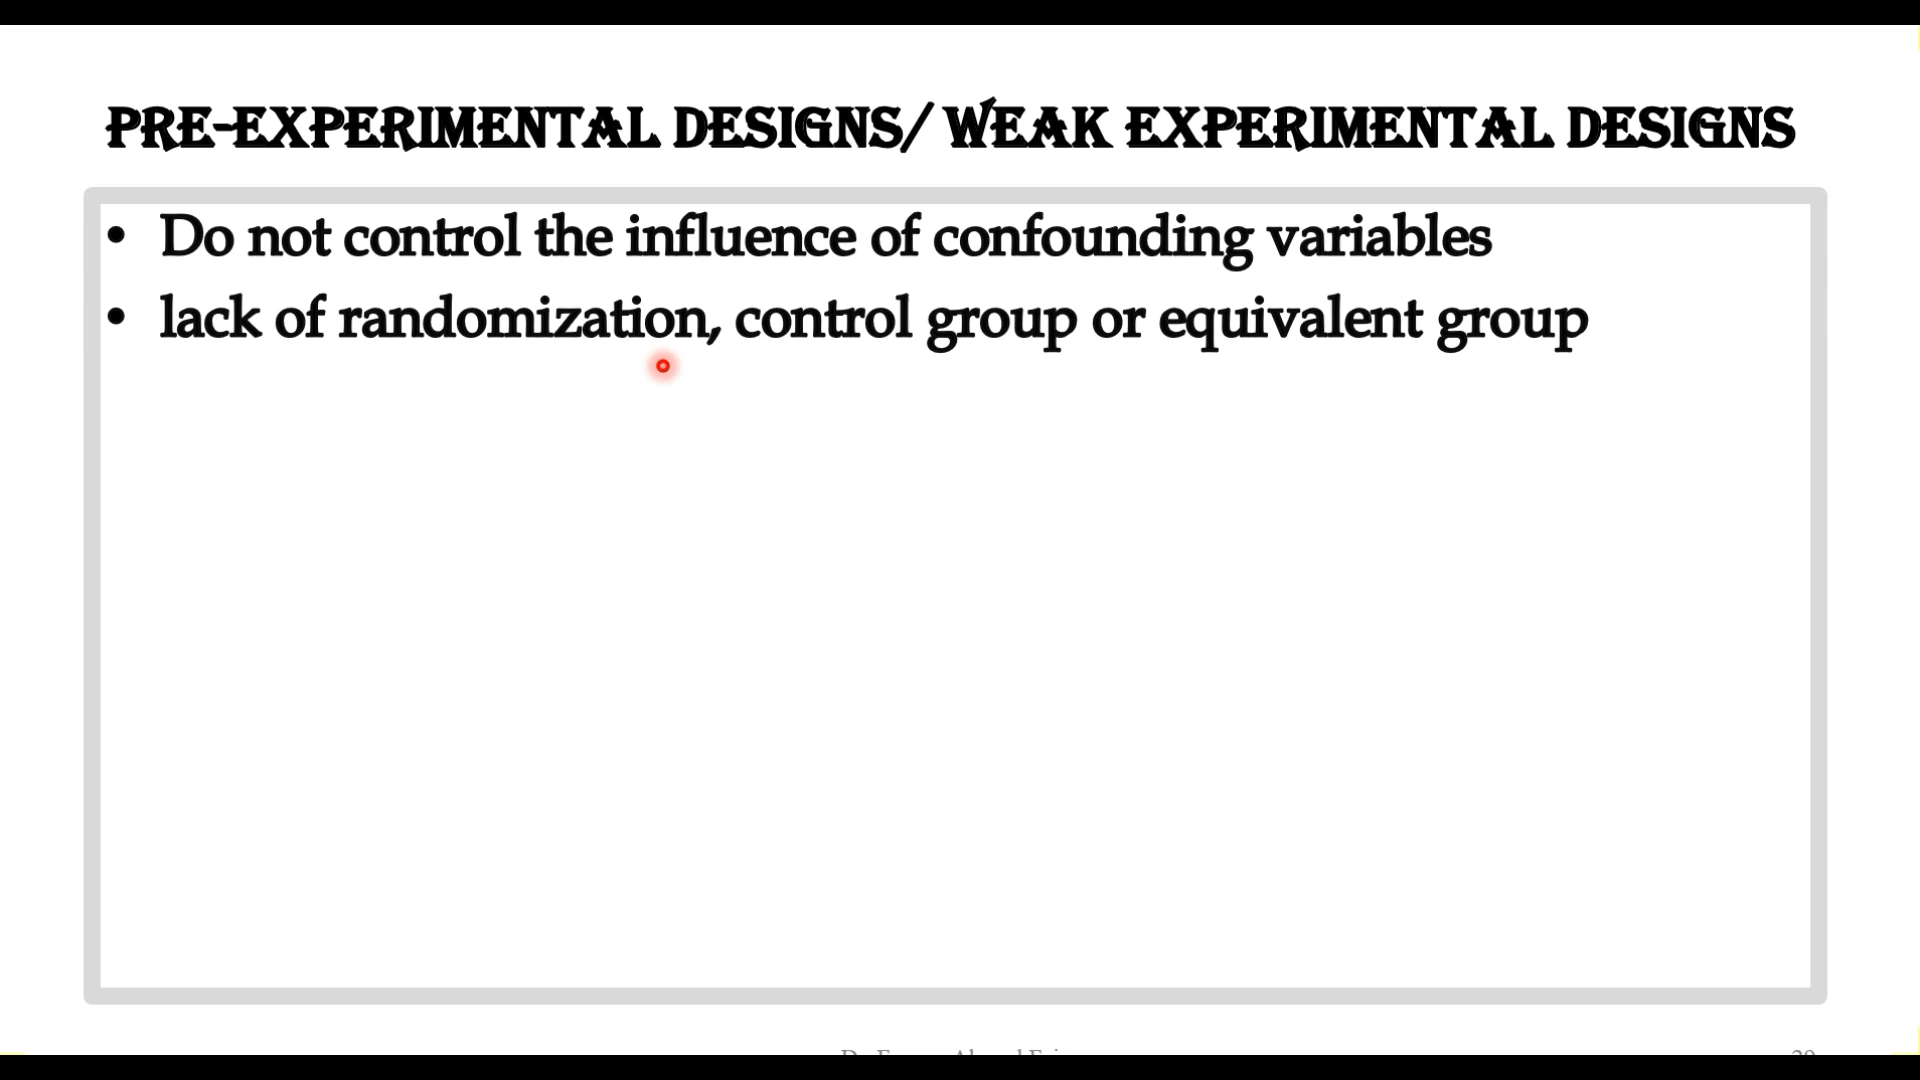 PRE-EXPERIMENTAL DESIGNS/ WEAK EXPERIMENTAL DESIGNS
• Do not control the influence of confounding variables
• lack of randomization, control group or equivalent group